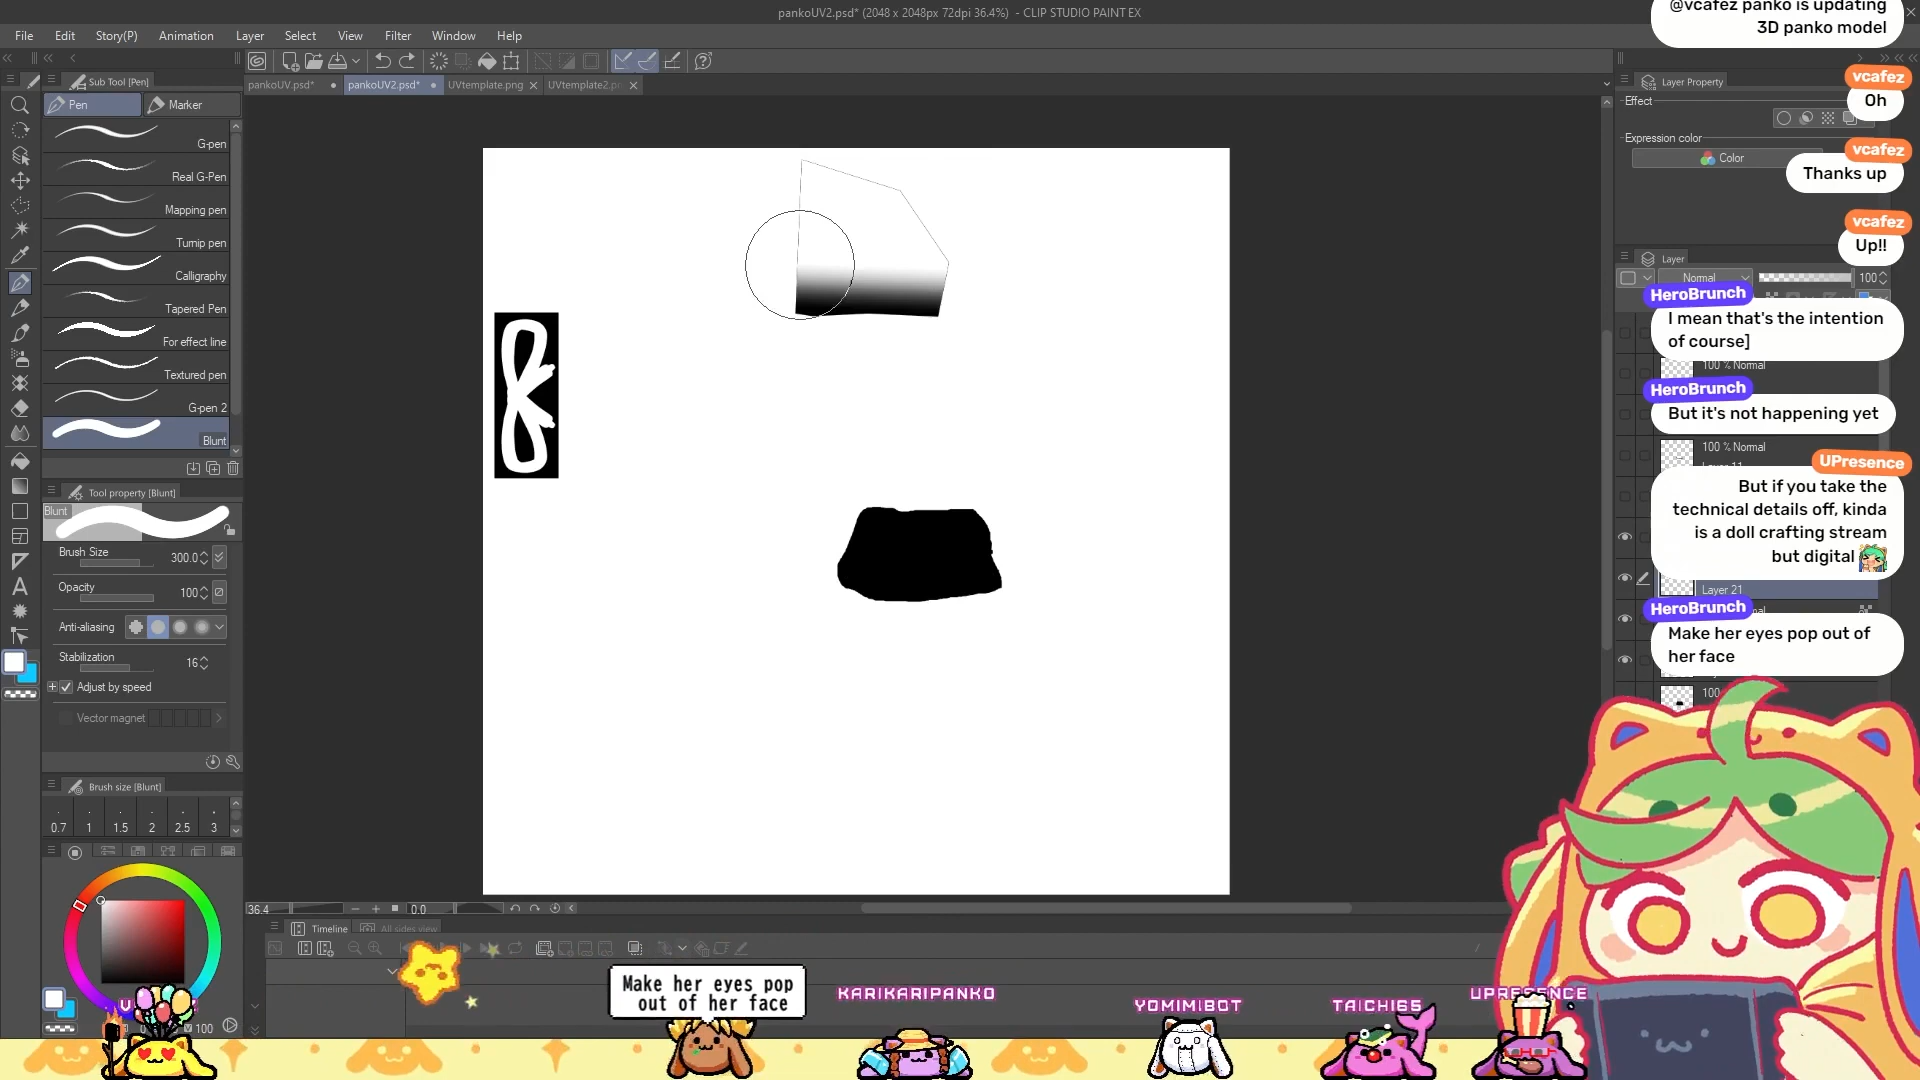 pankoUV2.psd* (2048 x 2048px 72dpi 36.4%) - CLIP STUDIO PAINT EX
File Edit Story(P) Animation Layer Select View Filter Window Help
Sub Tool [Pen]
pankoUV.psd* pankoUV2.psd* UVtemplate.png UVtemplate2.pn
Pen Marker
G-pen
Real G-Pen
Mapping pen
Turnip pen
Calligraphy
Tapered Pen
For effect line
Textured pen
G-pen 2
Blunt
Tool property [Blunt]
Blunt
Brush Size 300.0
Opacity 100
Anti-aliasing
Stabilization 16
Adjust by speed
Vector magnet
Brush size [Blunt]
0.7 1 1.5 2 2.5 3
100
36.4 0.0
Timeline All sides view
Layer Property
Effect
Expression color
Color
Layer
Normal 100
100 % Normal
100 % Normal
Layer 21
100
@vcafez panko is updating
3D panko model
vcafez
Oh
vcafez
Thanks up
vcafez
Up!!
HeroBrunch
I mean that's the intention
of course]
HeroBrunch
But it's not happening yet
UPresence
But if you take the
technical details off, kinda
is a doll crafting stream
but digital
HeroBrunch
Make her eyes pop out of
her face
Make her eyes pop
out of her face
KARIKARIPANKO
YOMIMIBOT
TAICHI65
UPRESENCE